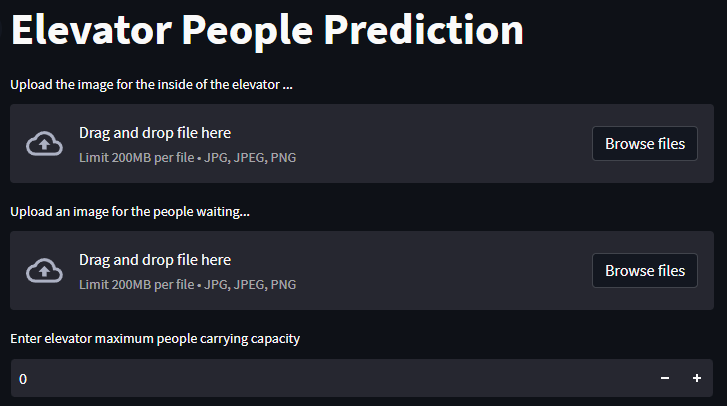 Elevator People Prediction
Upload the image for the inside of the elevator ...
Drag and drop file here
Limit 200MB per file • JPG, JPEG, PNG
Browse files
Upload an image for the people waiting...
Drag and drop file here
Limit 200MB per file • JPG, JPEG, PNG
Browse files
Enter elevator maximum people carrying capacity
0